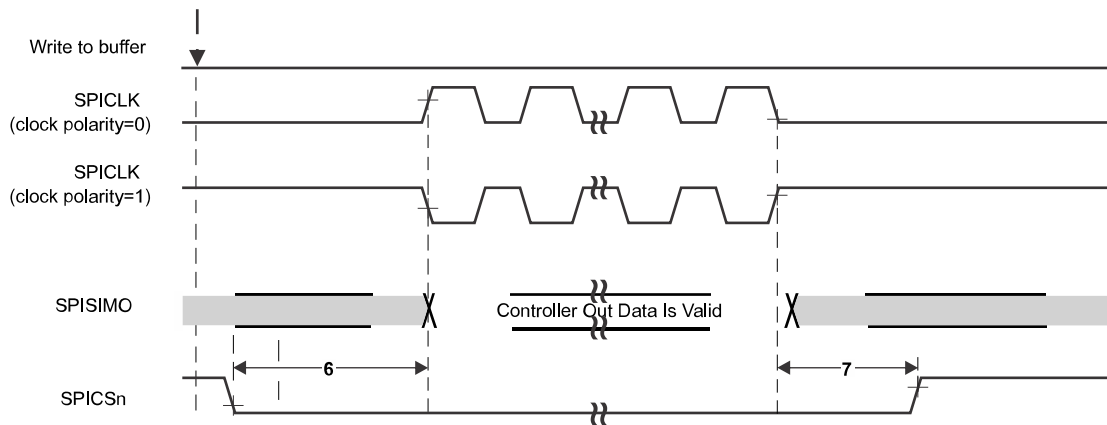 Write to buffer
SPICLK
(clock polarity=0)
SPICLK
(clock polarity=1)
SPISIMO
Controller Out Data Is Valid
6
7
SPICSn